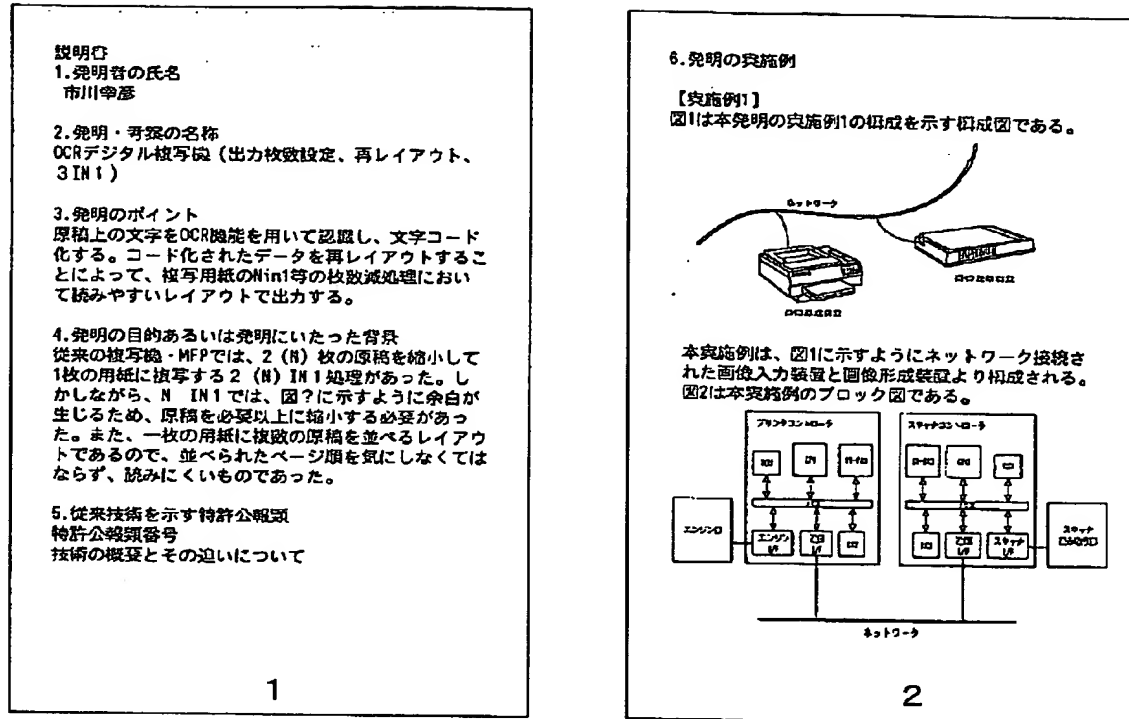 説明書
1.発明者の氏名
市川幸彦
2.発明・考案の名称
OCRデジタル複写機（出力枚数設定、再レイアウト、
3IN1）
3.発明のポイント
原稿上の文字をOCR機能を用いて認識し、文字コード
化する。コード化されたデータを再レイアウトするこ
とによって、複写用紙のNin1等の枚数減処理におい
て読みやすいレイアウトで出力する。
4.発明の目的あるいは発明にいたった背景
従来の複写機・MFPでは、2（N）枚の原稿を縮小して
1枚の用紙に複写する2（N）IN1処理があった。し
かしながら、N IN1では、図?に示すように余白が
生じるため、原稿を必要以上に縮小する必要があっ
た。また、一枚の用紙に複数の原稿を並べるレイアウ
トであるので、並べられたページ順を気にしなくては
ならず、読みにくいものであった。
5.従来技術を示す特許公報類
特許公報類番号
技術の概要とその違いについて
1
6.発明の実施例
【実施例1】
図1は本発明の実施例1の構成を示す構成図である。
ネットワーク
本実施例は、図1に示すようにネットワーク接続さ
れた画像入力装置と画像形成装置より構成される。
図2は本実施例のブロック図である。
プリンタコントローラ
スキャナコントローラ
CPU
バス
バス
エンジン
I/F
I/F
スキャナ
I/F
スキャナ
ネットワーク
2